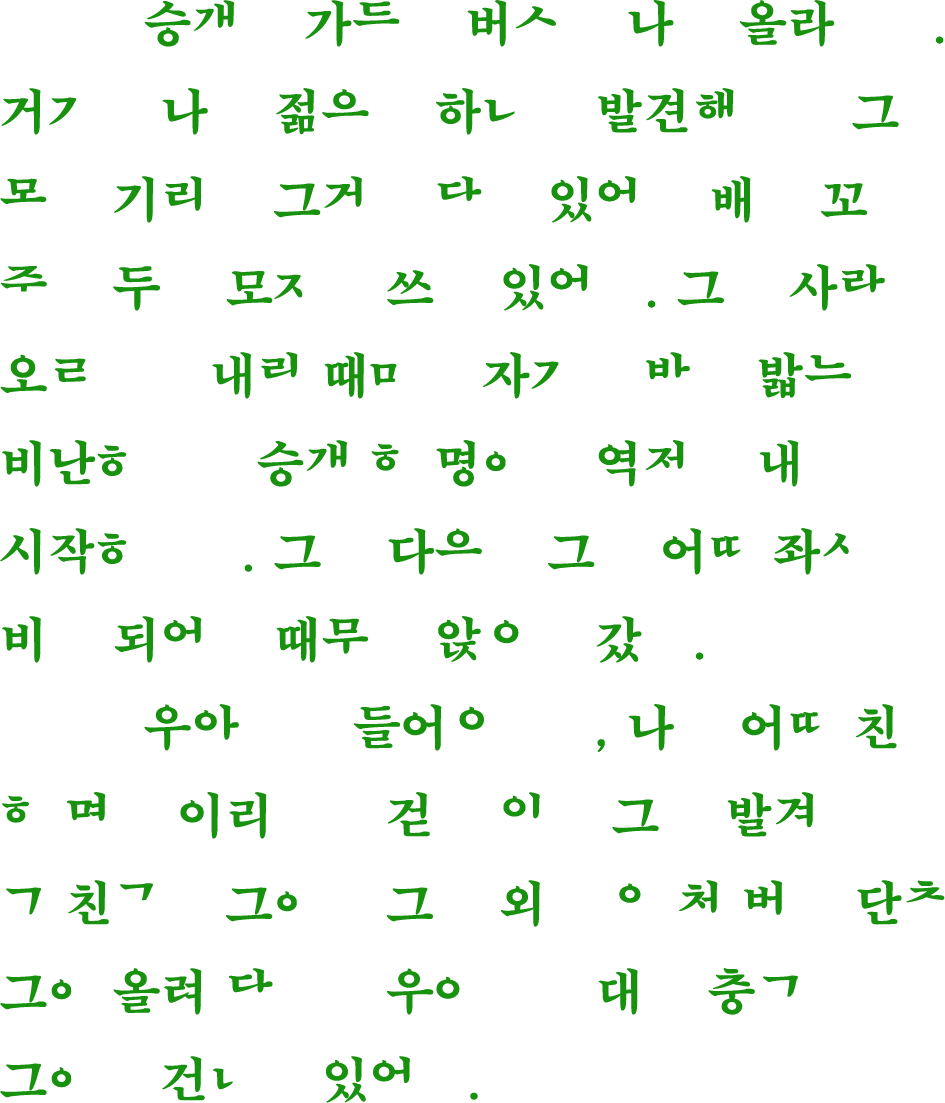 승개ᄒ 가드 버ㅅ 나 올라 .
거ㄱ 나 젊으 하ㄴ 발견해 그
모 기리 그거 다 있어 배 꼬
주 두 모ㅈ 쓰 있어 . 그 사라
오ㄹ 내리 때ㅁ 자ㄱ 바 밟느
비난ㅎ 승개 ㅎ 명ㅇ 역저 내
시작ㅎ . 그 다으 그 어ㄸ 좌ㅅ
비 되어 때무 앉ㅇ 갔 .
우아 들어ㅇ , 나 어ㄸ 친
ㅎ 며 이리 걷 이 그 발겨
ㄱ 친ㄱ 그ㅇ 그 외 ㅇ 처 버 단ㅊ
그ㅇ 올려 다 우ㅇ 대 충ㄱ
그ㅇ 건ㄴ 있어 .